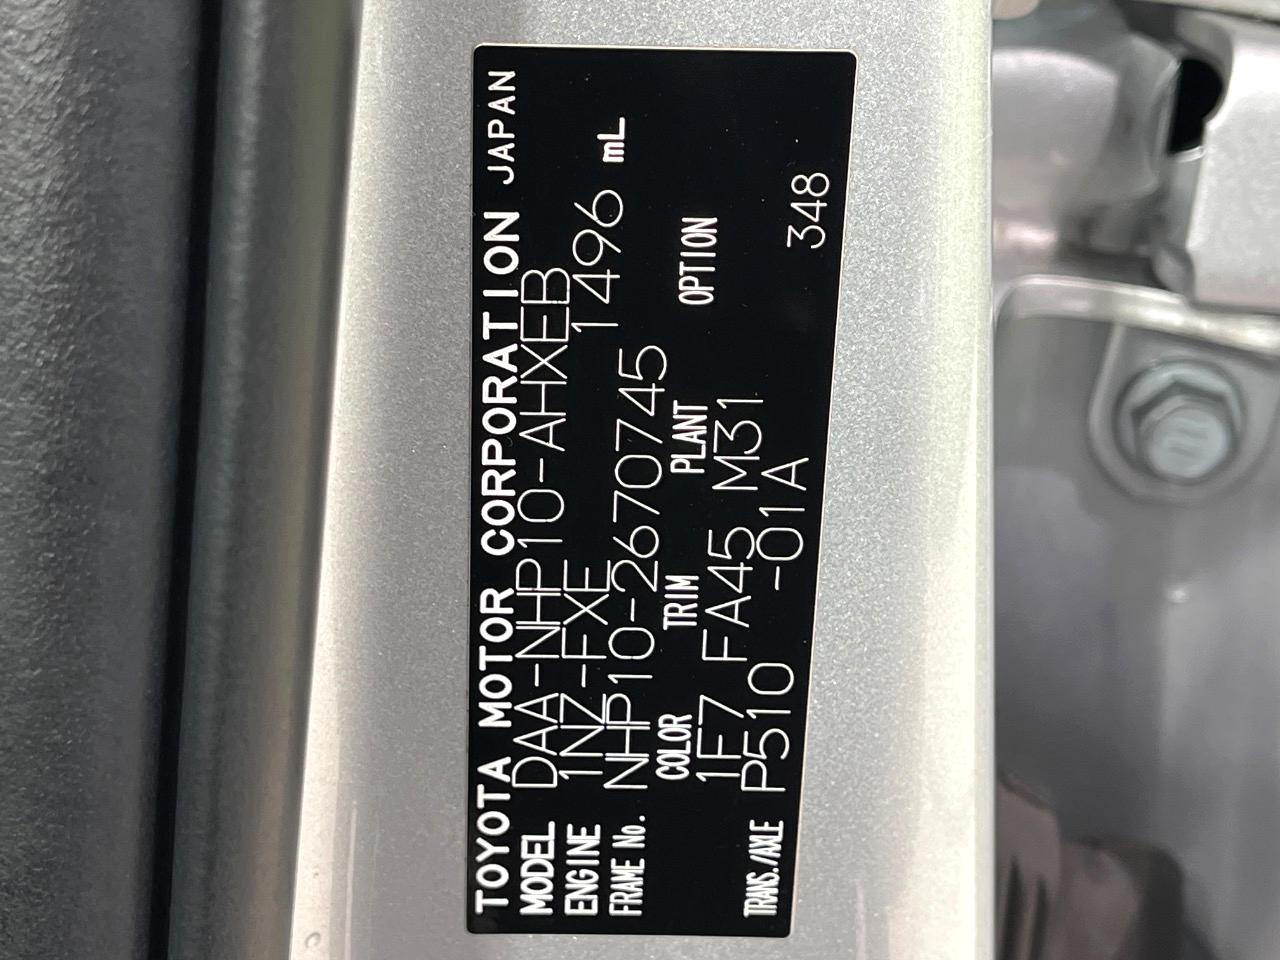 TOYOTA MOTOR CORPORATION JAPAN
MODEL DAA-NHP10-AHXEB
ENGINE 1NZ-FXE 1496 mL
FRAME No. NHP10-2670745
COLOR TRIM PLANT OPTION
1F7 FA45 M31
TRANS./AXLE P510 -01A 348